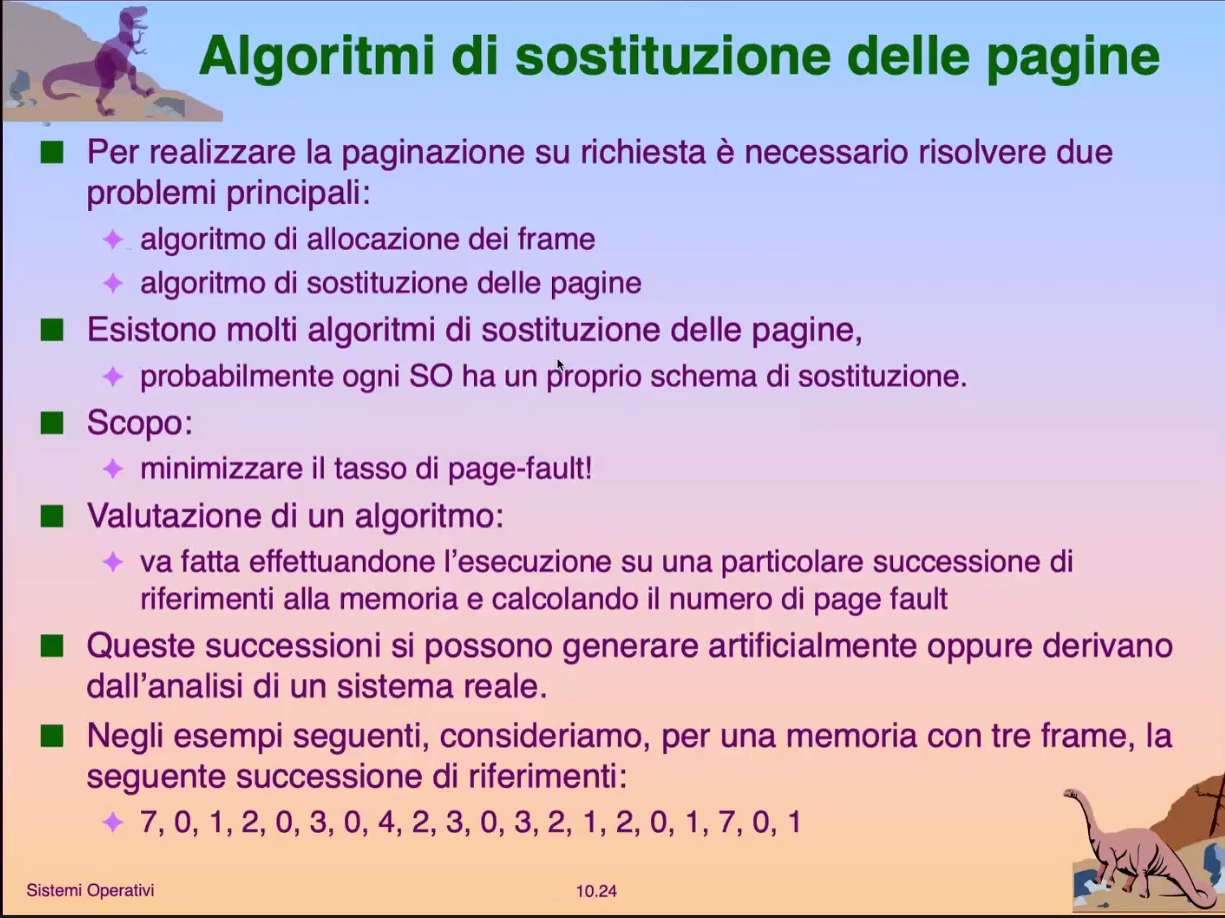 Algoritmi di sostituzione delle pagine
Per realizzare la paginazione su richiesta è necessario risolvere due
problemi principali:
algoritmo di allocazione dei frame
algoritmo di sostituzione delle pagine
Esistono molti algoritmi di sostituzione delle pagine,
probabilmente ogni SO ha un proprio schema di sostituzione.
Scopo:
minimizzare il tasso di page-fault!
Valutazione di un algoritmo:
va fatta effettuandone l’esecuzione su una particolare successione di
riferimenti alla memoria e calcolando il numero di page fault
Queste successioni si possono generare artificialmente oppure derivano
dall’analisi di un sistema reale.
Negli esempi seguenti, consideriamo, per una memoria con tre frame, la
seguente successione di riferimenti:
7, 0, 1, 2, 0, 3, 0, 4, 2, 3, 0, 3, 2, 1, 2, 0, 1, 7, 0, 1
Sistemi Operativi
10.24